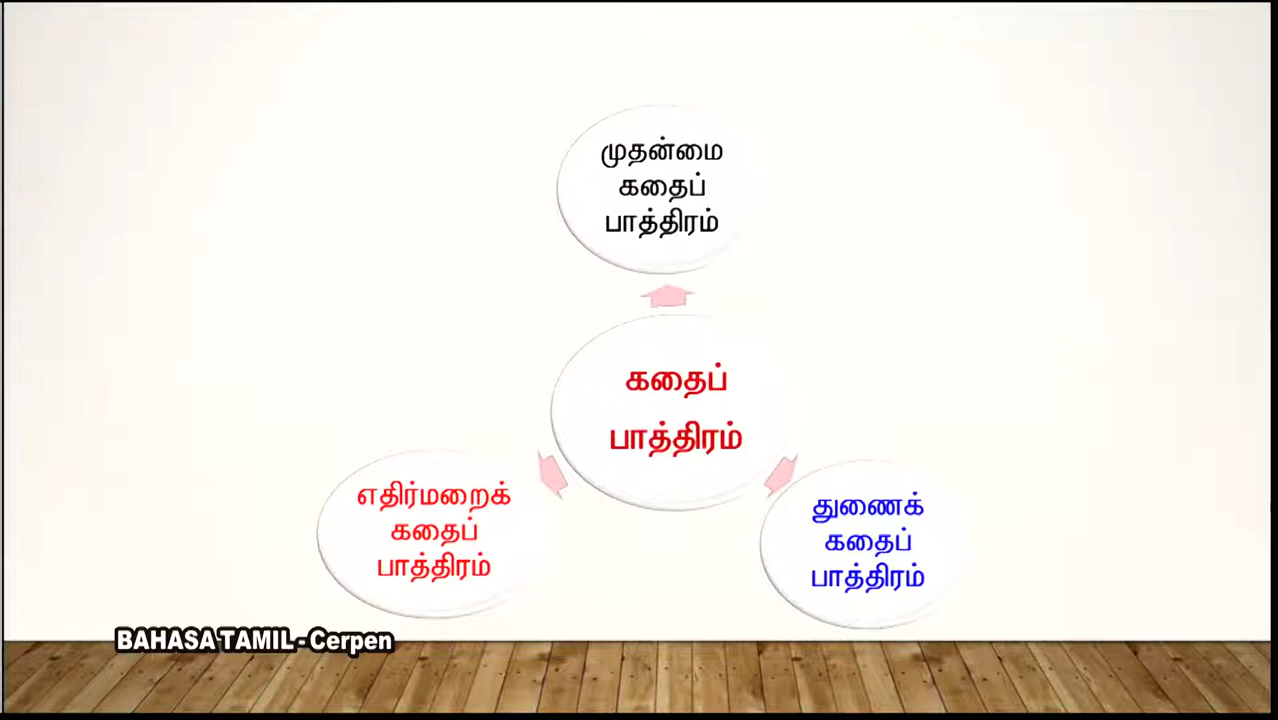 முதன்மை
கதைப்
பாத்திரம்
கதைப்
பாத்திரம்
எதிர்மறைக்
கதைப்
பாத்திரம்
துணைக்
கதைப்
பாத்திரம்
BAHASA TAMIL - Cerpen